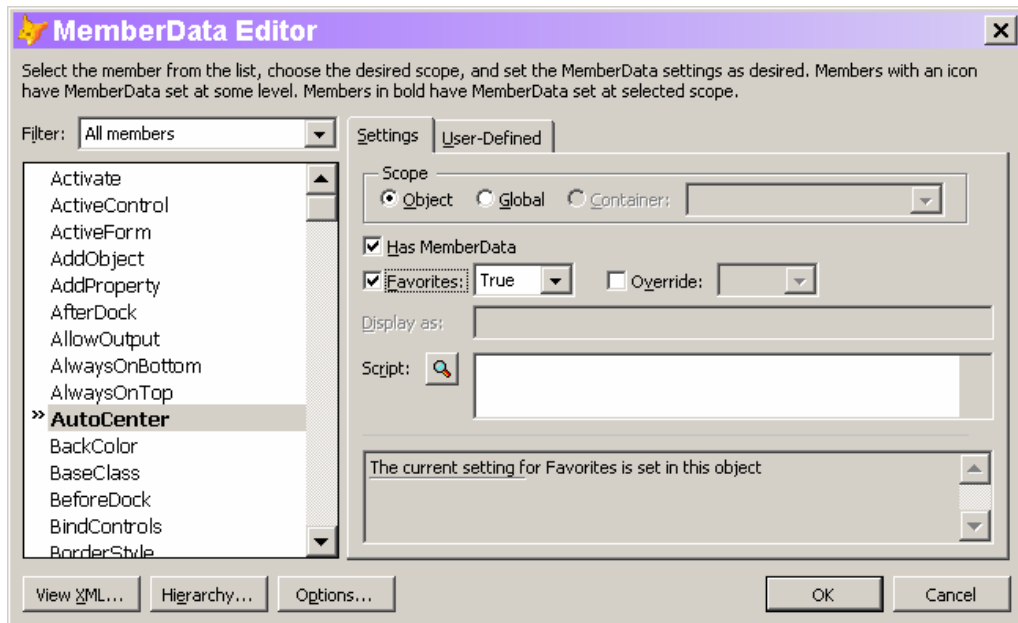 MemberData Editor
Select the member from the list, choose the desired scope, and set the MemberData settings as desired. Members with an icon
have MemberData set at some level. Members in bold have MemberData set at selected scope.
Filter: All members
Settings User-Defined
Activate
ActiveControl
ActiveForm
AddObject
AddProperty
AfterDock
AllowOutput
AlwaysOnBottom
AlwaysOnTop
» AutoCenter
BackColor
BaseClass
BeforeDock
BindControls
BorderStyle
Scope
Object Global Container:
Has MemberData
Favorites: True Override:
Display as:
Script:
The current setting for Favorites is set in this object
View XML... Hierarchy... Options... OK Cancel